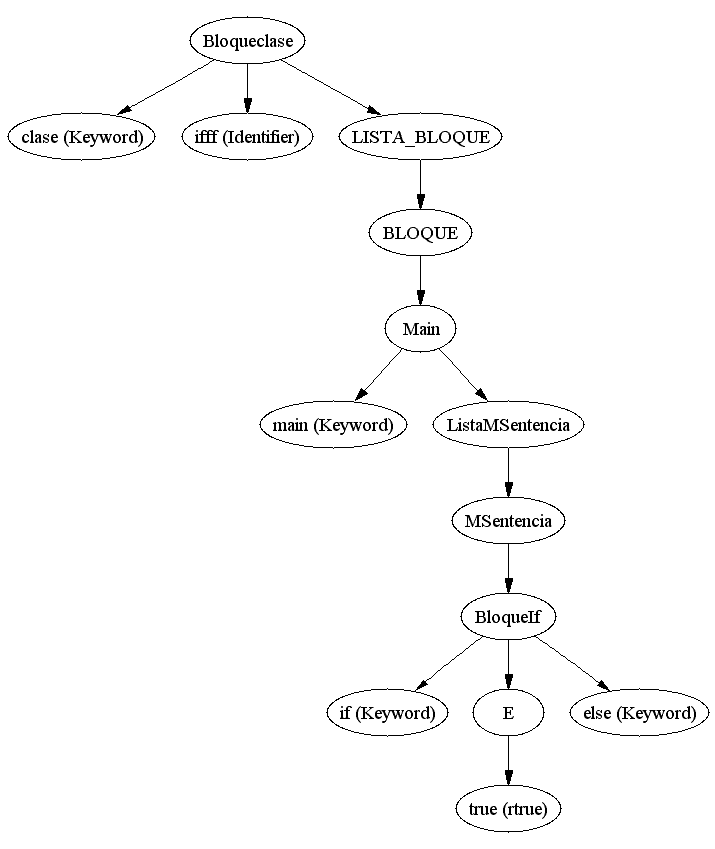 Bloqueclase
clase (Keyword)
ifff (Identifier)
LISTA_BLOQUE
BLOQUE
Main
main (Keyword)
ListaMSentencia
MSentencia
BloqueIf
if (Keyword)
E
else (Keyword)
true (rtrue)